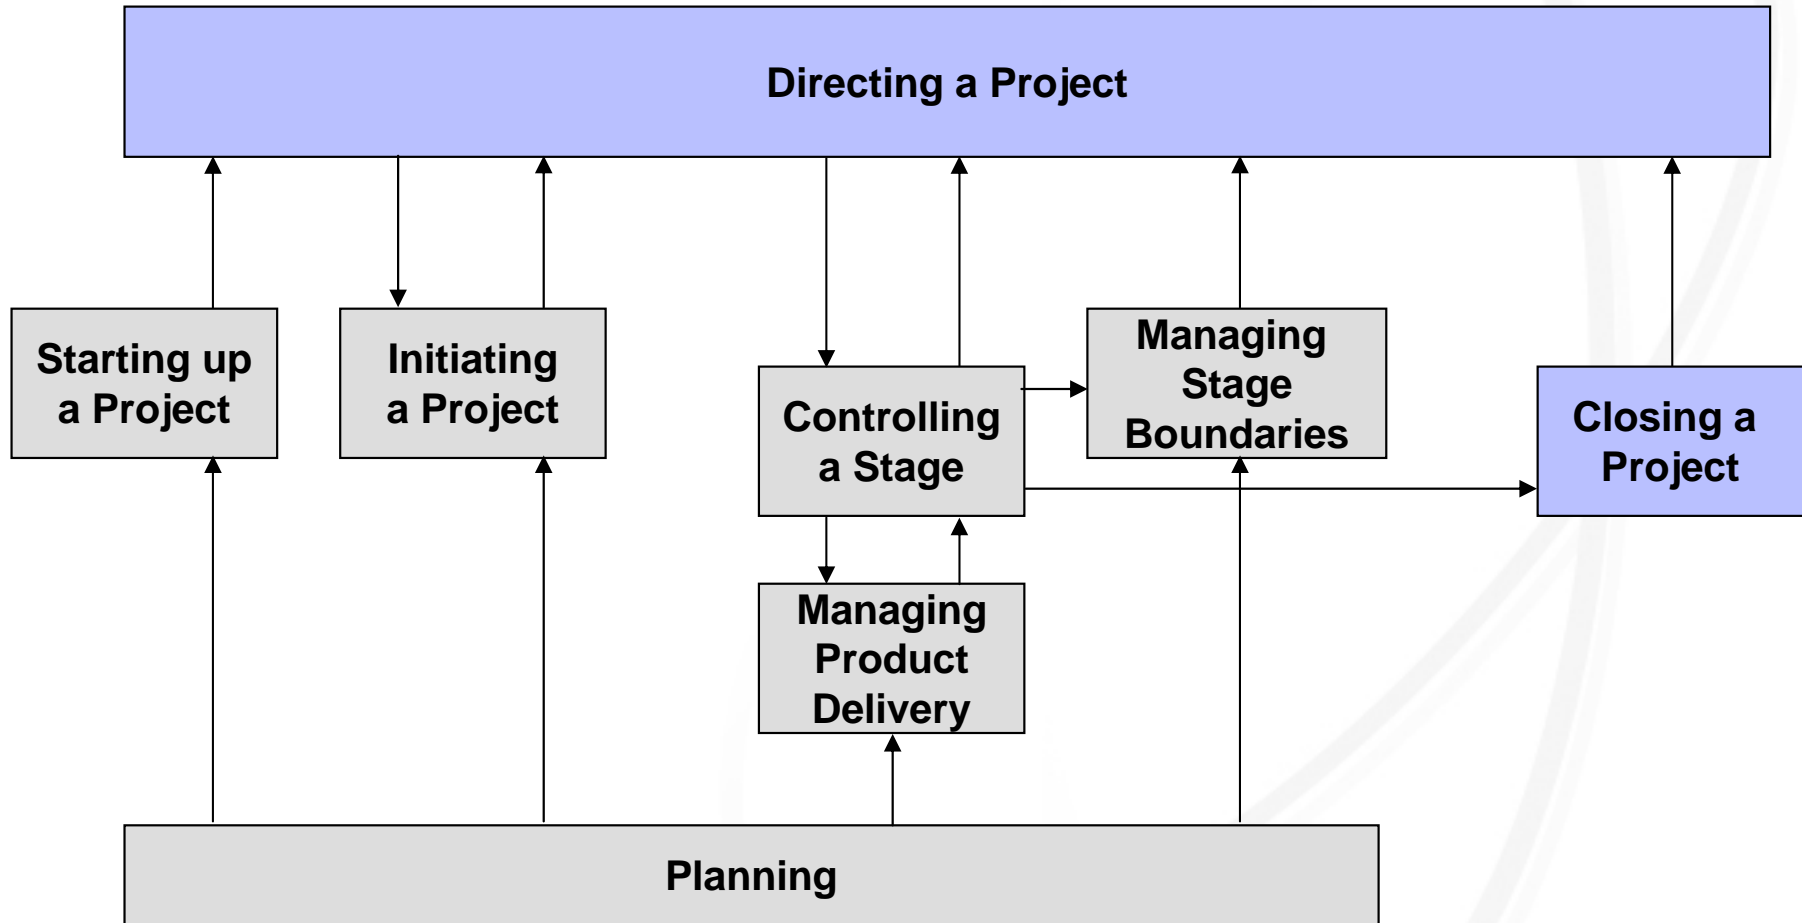 Directing a Project
Starting up
a Project
Initiating
a Project
Controlling
a Stage
Managing
Stage
Boundaries
Closing a
Project
Managing
Product
Delivery
Planning